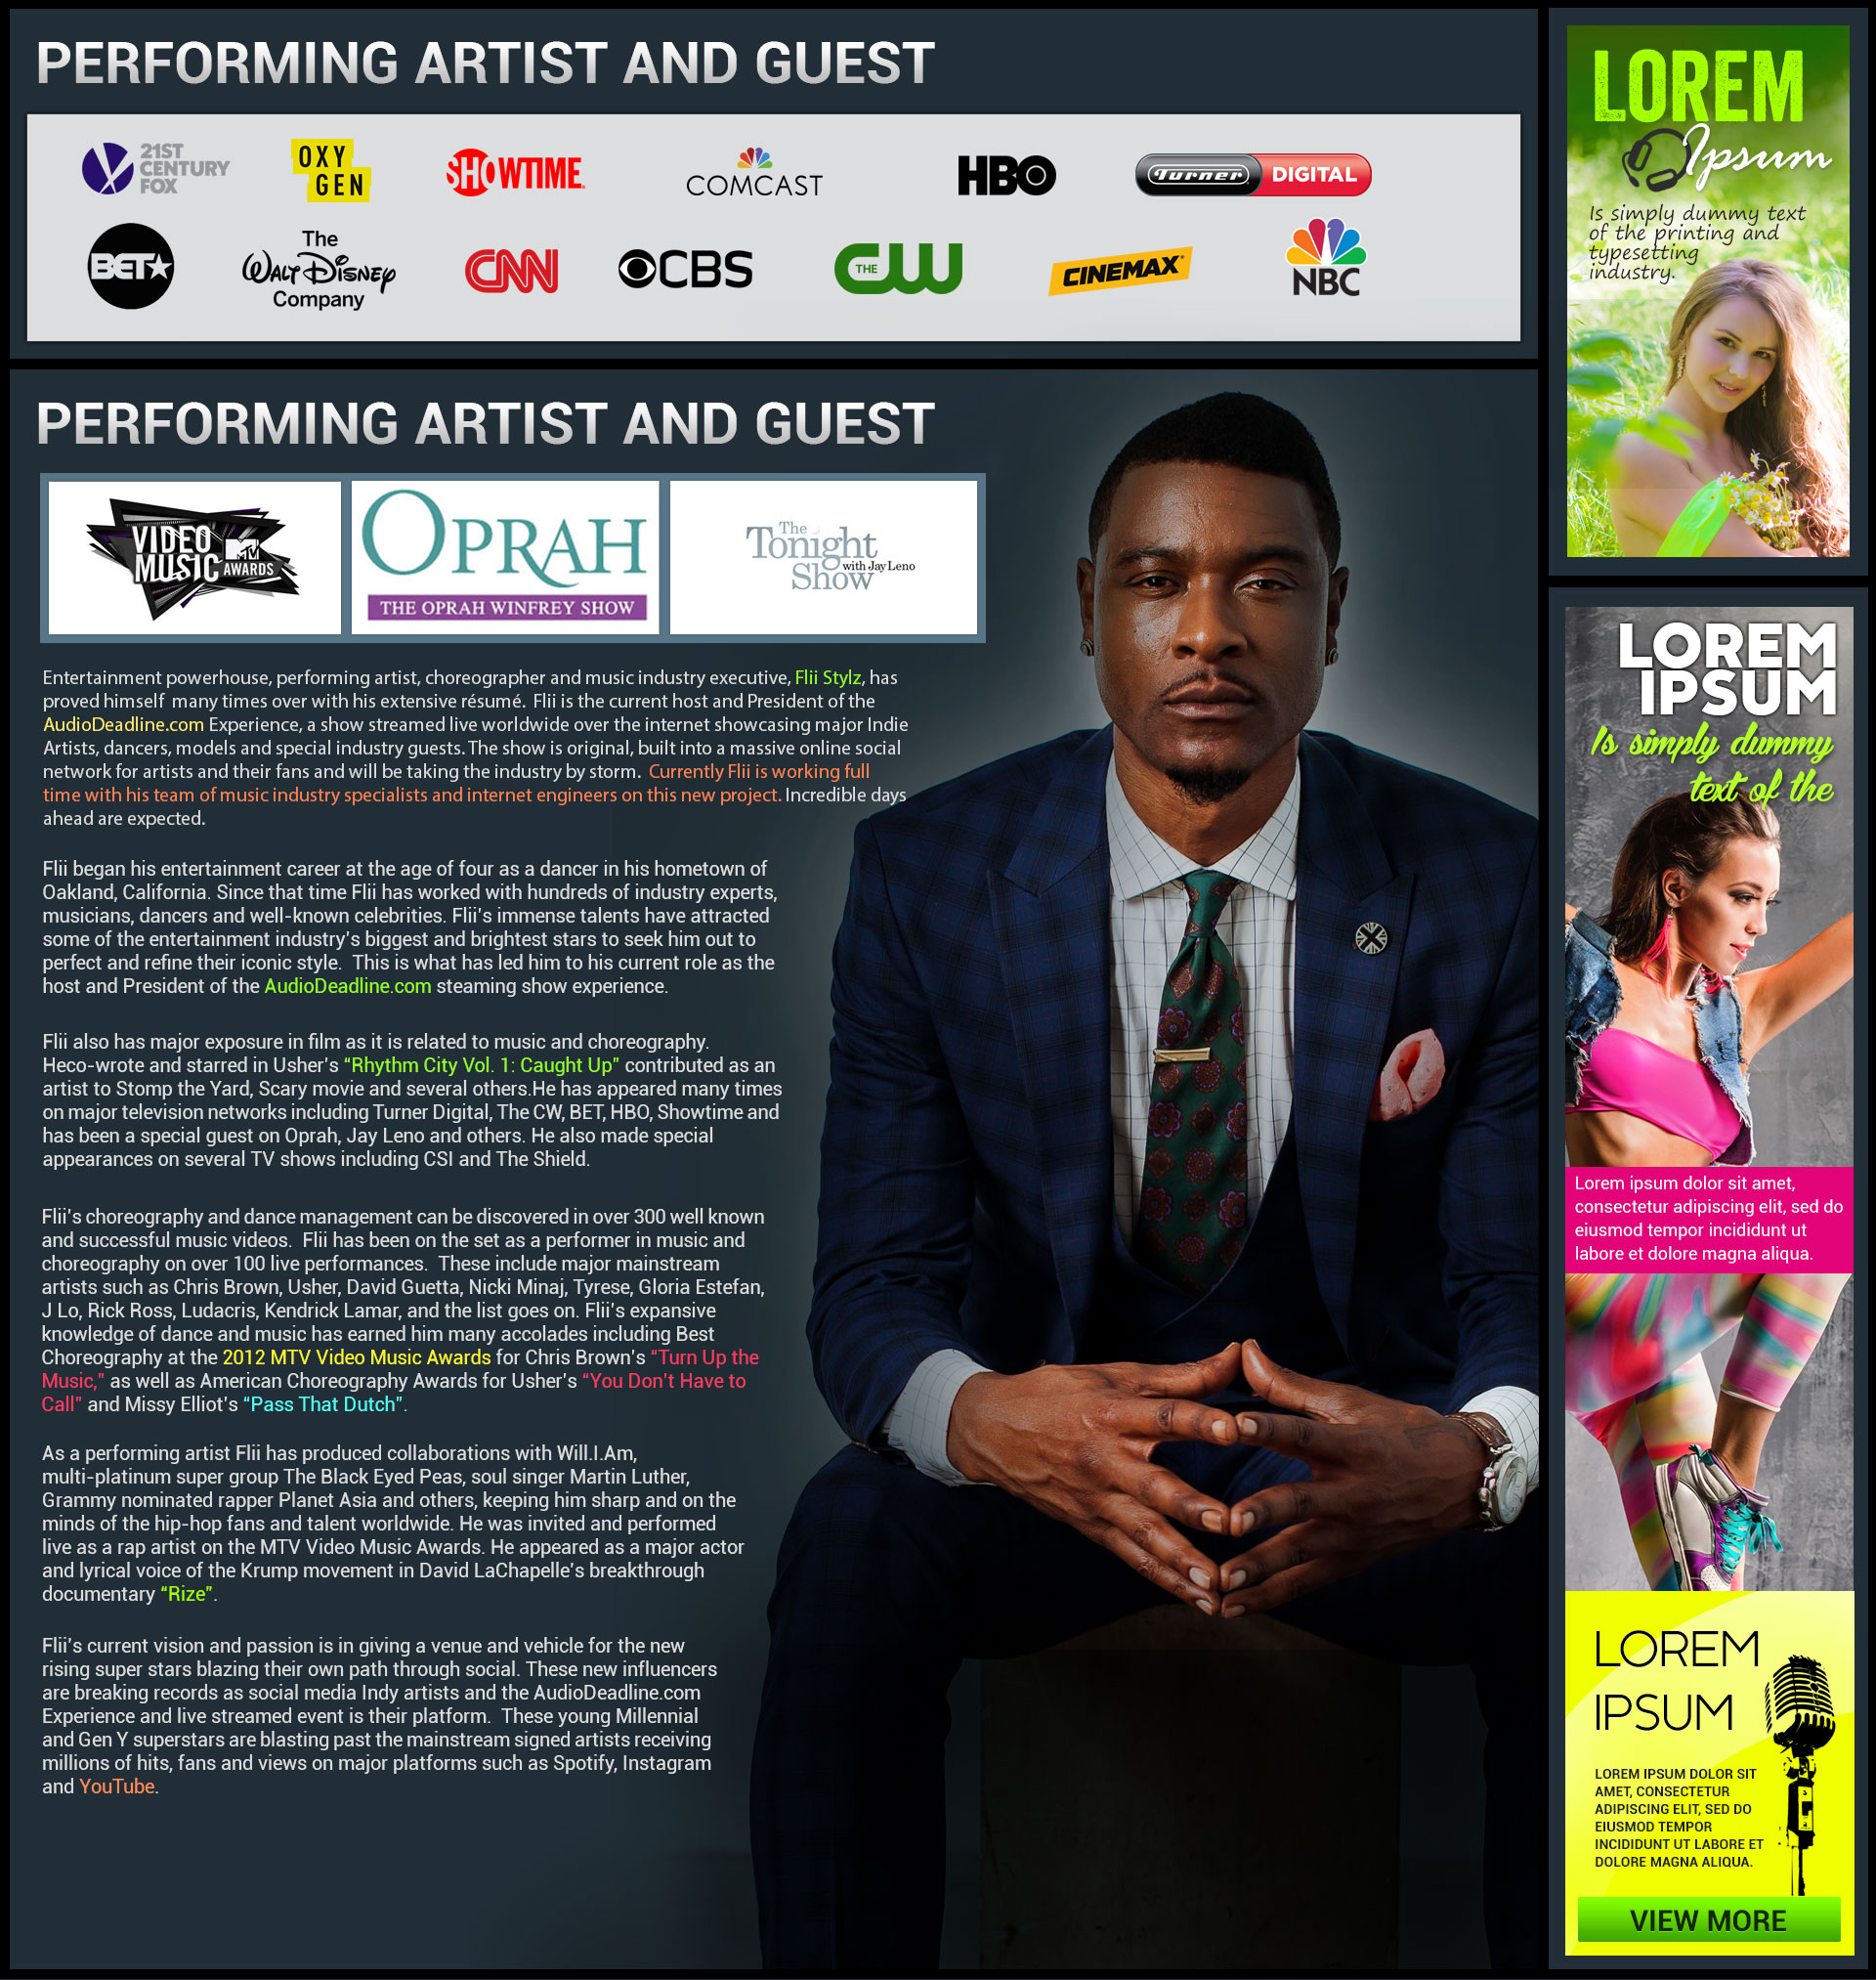 PERFORMING ARTIST AND GUEST
21ST
CENTURY
FOX
OXY
GEN
SHOWTIME
COMCAST
HBO
Turner DIGITAL
BET
The
WALT DISNEY
Company
CNN
CBS
THE CW
CINEMAX
NBC
PERFORMING ARTIST AND GUEST
VIDEO
MUSIC
MTV
AWARDS
OPRAH
THE OPRAH WINFREY SHOW
The
Tonight
with Jay Leno
Show
Entertainment powerhouse, performing artist, choreographer and music industry executive, Flii Stylz, has
proved himself  many times over with his extensive résumé.  Flii is the current host and President of the
AudioDeadline.com Experience, a show streamed live worldwide over the internet showcasing major Indie
Artists, dancers, models and special industry guests. The show is original, built into a massive online social
network for artists and their fans and will be taking the industry by storm.  Currently Flii is working full
time with his team of music industry specialists and internet engineers on this new project. Incredible days
ahead are expected.
Flii began his entertainment career at the age of four as a dancer in his hometown of
Oakland, California. Since that time Flii has worked with hundreds of industry experts,
musicians, dancers and well-known celebrities. Flii's immense talents have attracted
some of the entertainment industry's biggest and brightest stars to seek him out to
perfect and refine their iconic style.  This is what has led him to his current role as the
host and President of the AudioDeadline.com steaming show experience.
Flii also has major exposure in film as it is related to music and choreography.
Heco-wrote and starred in Usher's “Rhythm City Vol. 1: Caught Up” contributed as an
artist to Stomp the Yard, Scary movie and several others.He has appeared many times
on major television networks including Turner Digital, The CW, BET, HBO, Showtime and
has been a special guest on Oprah, Jay Leno and others. He also made special
appearances on several TV shows including CSI and The Shield.
Flii's choreography and dance management can be discovered in over 300 well known
and successful music videos.  Flii has been on the set as a performer in music and
choreography on over 100 live performances.  These include major mainstream
artists such as Chris Brown, Usher, David Guetta, Nicki Minaj, Tyrese, Gloria Estefan,
J Lo, Rick Ross, Ludacris, Kendrick Lamar, and the list goes on. Flii's expansive
knowledge of dance and music has earned him many accolades including Best
Choreography at the 2012 MTV Video Music Awards for Chris Brown's “Turn Up the
Music,” as well as American Choreography Awards for Usher's “You Don't Have to
Call” and Missy Elliot's “Pass That Dutch”.
As a performing artist Flii has produced collaborations with Will.I.Am,
multi-platinum super group The Black Eyed Peas, soul singer Martin Luther,
Grammy nominated rapper Planet Asia and others, keeping him sharp and on the
minds of the hip-hop fans and talent worldwide. He was invited and performed
live as a rap artist on the MTV Video Music Awards. He appeared as a major actor
and lyrical voice of the Krump movement in David LaChapelle's breakthrough
documentary “Rize”.
Flii's current vision and passion is in giving a venue and vehicle for the new
rising super stars blazing their own path through social. These new influencers
are breaking records as social media Indy artists and the AudioDeadline.com
Experience and live streamed event is their platform.  These young Millennial
and Gen Y superstars are blasting past the mainstream signed artists receiving
millions of hits, fans and views on major platforms such as Spotify, Instagram
and YouTube.
LOREM
Ipsum
Is simply dummy text
of the printing and
typesetting
industry.
LOREM
IPSUM
Is simply dummy
text of the
Lorem ipsum dolor sit amet,
consectetur adipiscing elit, sed do
eiusmod tempor incididunt ut
labore et dolore magna aliqua.
LOREM
IPSUM
LOREM IPSUM DOLOR SIT
AMET, CONSECTETUR
ADIPISCING ELIT, SED DO
EIUSMOD TEMPOR
INCIDIDUNT UT LABORE ET
DOLORE MAGNA ALIQUA.
VIEW MORE